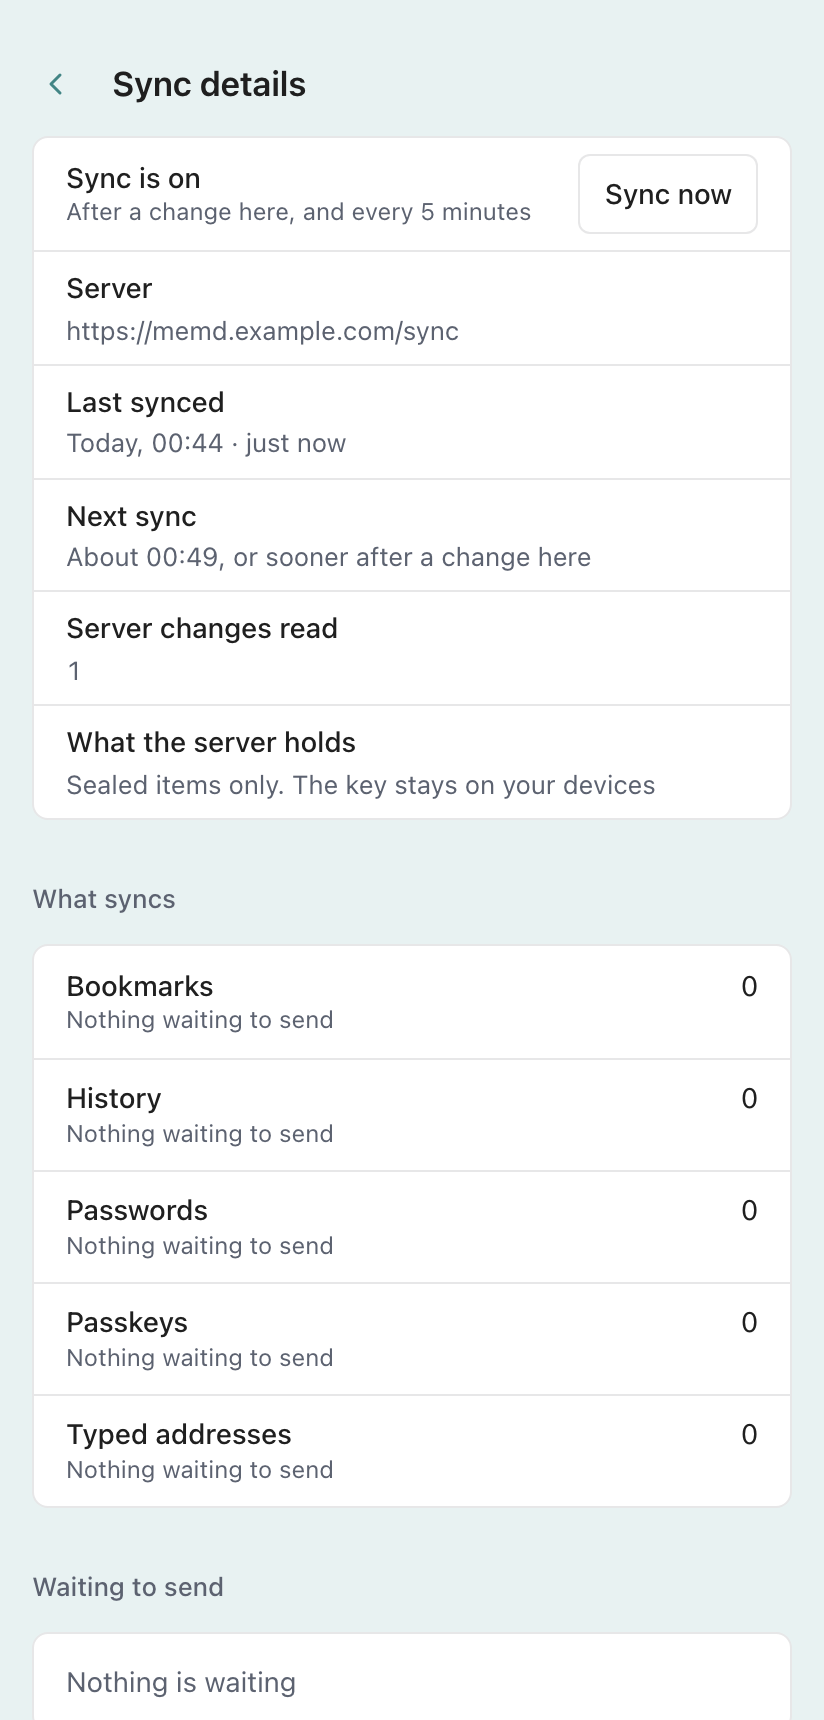 Sync details
Sync is on
After a change here, and every 5 minutes
Sync now
Server
https://memd.example.com/sync
Last synced
Today, 00:44 · just now
Next sync
About 00:49, or sooner after a change here
Server changes read
1
What the server holds
Sealed items only. The key stays on your devices
What syncs
Bookmarks 0
Nothing waiting to send
History 0
Nothing waiting to send
Passwords 0
Nothing waiting to send
Passkeys 0
Nothing waiting to send
Typed addresses 0
Nothing waiting to send
Waiting to send
Nothing is waiting